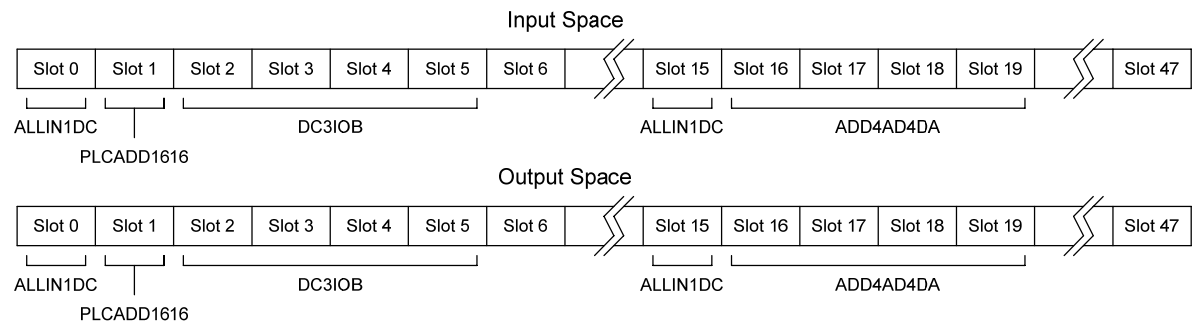 Input Space
Slot 0 Slot 1 Slot 2 Slot 3 Slot 4 Slot 5 Slot 6 Slot 15 Slot 16 Slot 17 Slot 18 Slot 19 Slot 47
ALLIN1DC DC3IOB ALLIN1DC ADD4AD4DA
PLCADD1616
Output Space
Slot 0 Slot 1 Slot 2 Slot 3 Slot 4 Slot 5 Slot 6 Slot 15 Slot 16 Slot 17 Slot 18 Slot 19 Slot 47
ALLIN1DC DC3IOB ALLIN1DC ADD4AD4DA
PLCADD1616